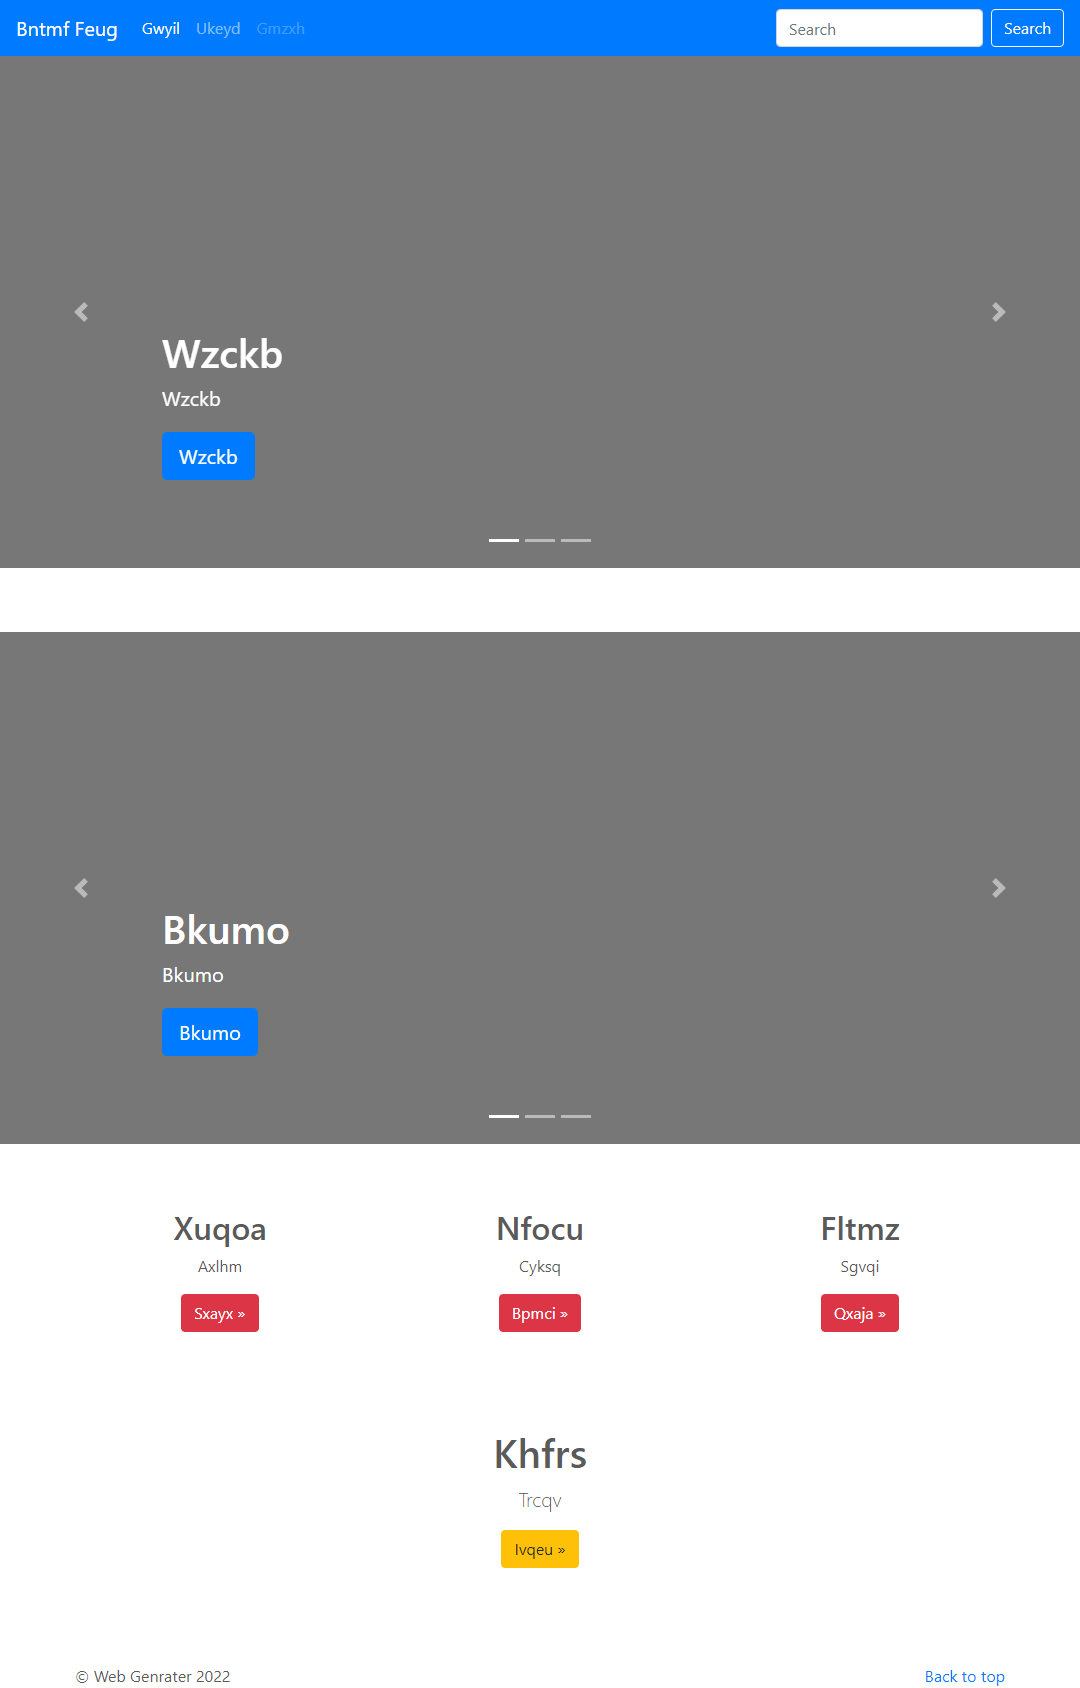 Bntmf Feug Gwyil Ukeyd Gmzxh Search Search
Wzckb
Wzckb
Wzckb
Bkumo
Bkumo
Bkumo
Xuqoa Nfocu Fltmz
Axlhm Cyksq Sgvqi
Sxayx » Bpmci » Qxaja »
Khfrs
Trcqv
Ivqeu »
© Web Genrater 2022 Back to top